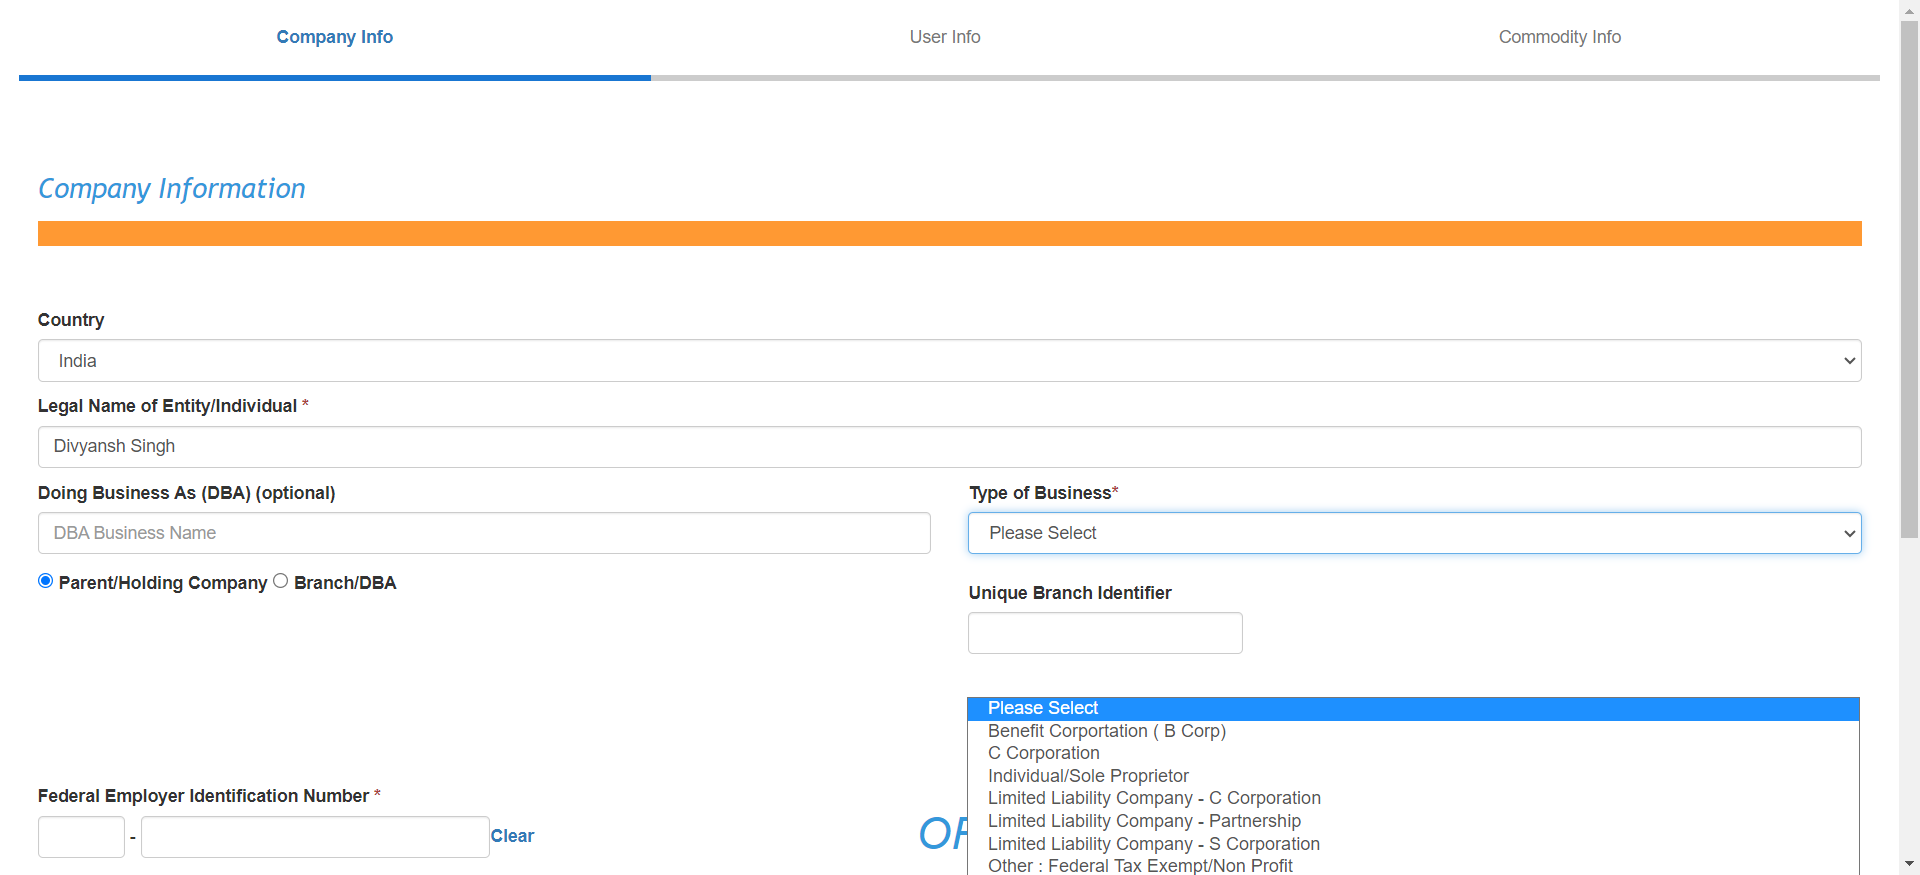 Company Info
User Info
Commodity Info
Company Information
Country
India
Legal Name of Entity/Individual *
Divyansh Singh
Doing Business As (DBA) (optional)
DBA Business Name
Type of Business*
Please Select
Parent/Holding Company Branch/DBA
Unique Branch Identifier
Please Select
Benefit Corportation ( B Corp)
C Corporation
Individual/Sole Proprietor
Limited Liability Company - C Corporation
Limited Liability Company - Partnership
Limited Liability Company - S Corporation
Other : Federal Tax Exempt/Non Profit
Federal Employer Identification Number *
- Clear